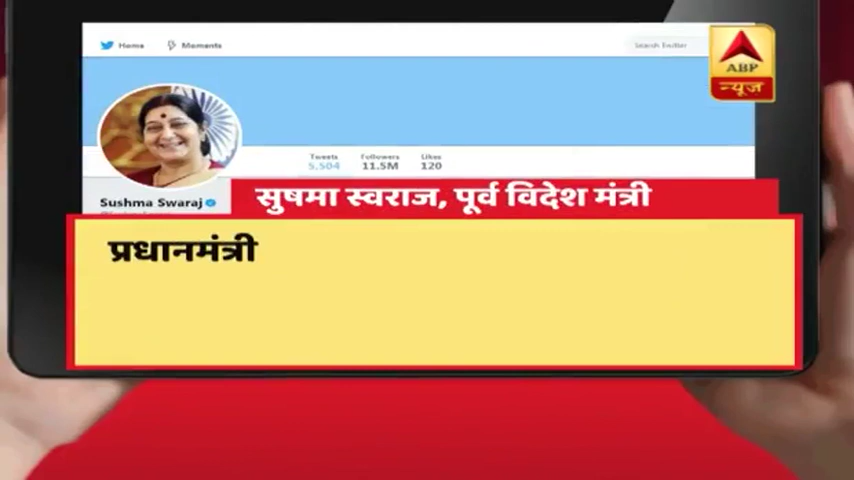 Home Moments Search Twitter
ABP
न्यूज़
Tweets Followers Likes
5,504 11.5M 120
Sushma Swaraj
सुषमा स्वराज, पूर्व विदेश मंत्री
प्रधानमंत्री